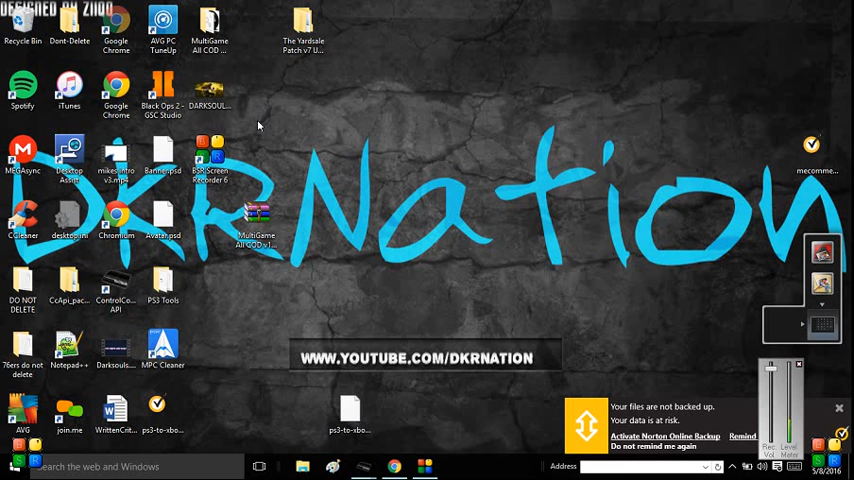 DESIGNED BY ZIIDO
Recycle Bin
Dont-Delete
Google
Chrome
AVG PC
TuneUp
MultiGame
All COD ...
The Yardsale
Patch v7 U...
Spotify
iTunes
Google
Chrome
Black Ops 2 -
GSC Studio
DARKSOUL...
MEGAsync
Desktop
Assist
mikes intro
v3.mp4
Banner.psd
BSR Screen
Recorder 6
mecomme...
DKRNation
CCleaner
desktop.ini
Chromium
Avatar.psd
MultiGame
All COD v1...
DO NOT
DELETE
CcApi_pac...
ControlCo...
API
PS3 Tools
WWW.YOUTUBE.COM/DKRNATION
76ers do not
delete
Notepad++
Darksouls....
MPC Cleaner
AVG
join.me
WrittenCrit...
ps3-to-xbo...
ps3-to-xbo...
Your files are not backed up.
Your data is at risk.
Activate Norton Online Backup
Remind
Do not remind me again
Rec.
Vol
Level
Meter
B S
R
B S
R
Search the web and Windows
Address
5/8/2016